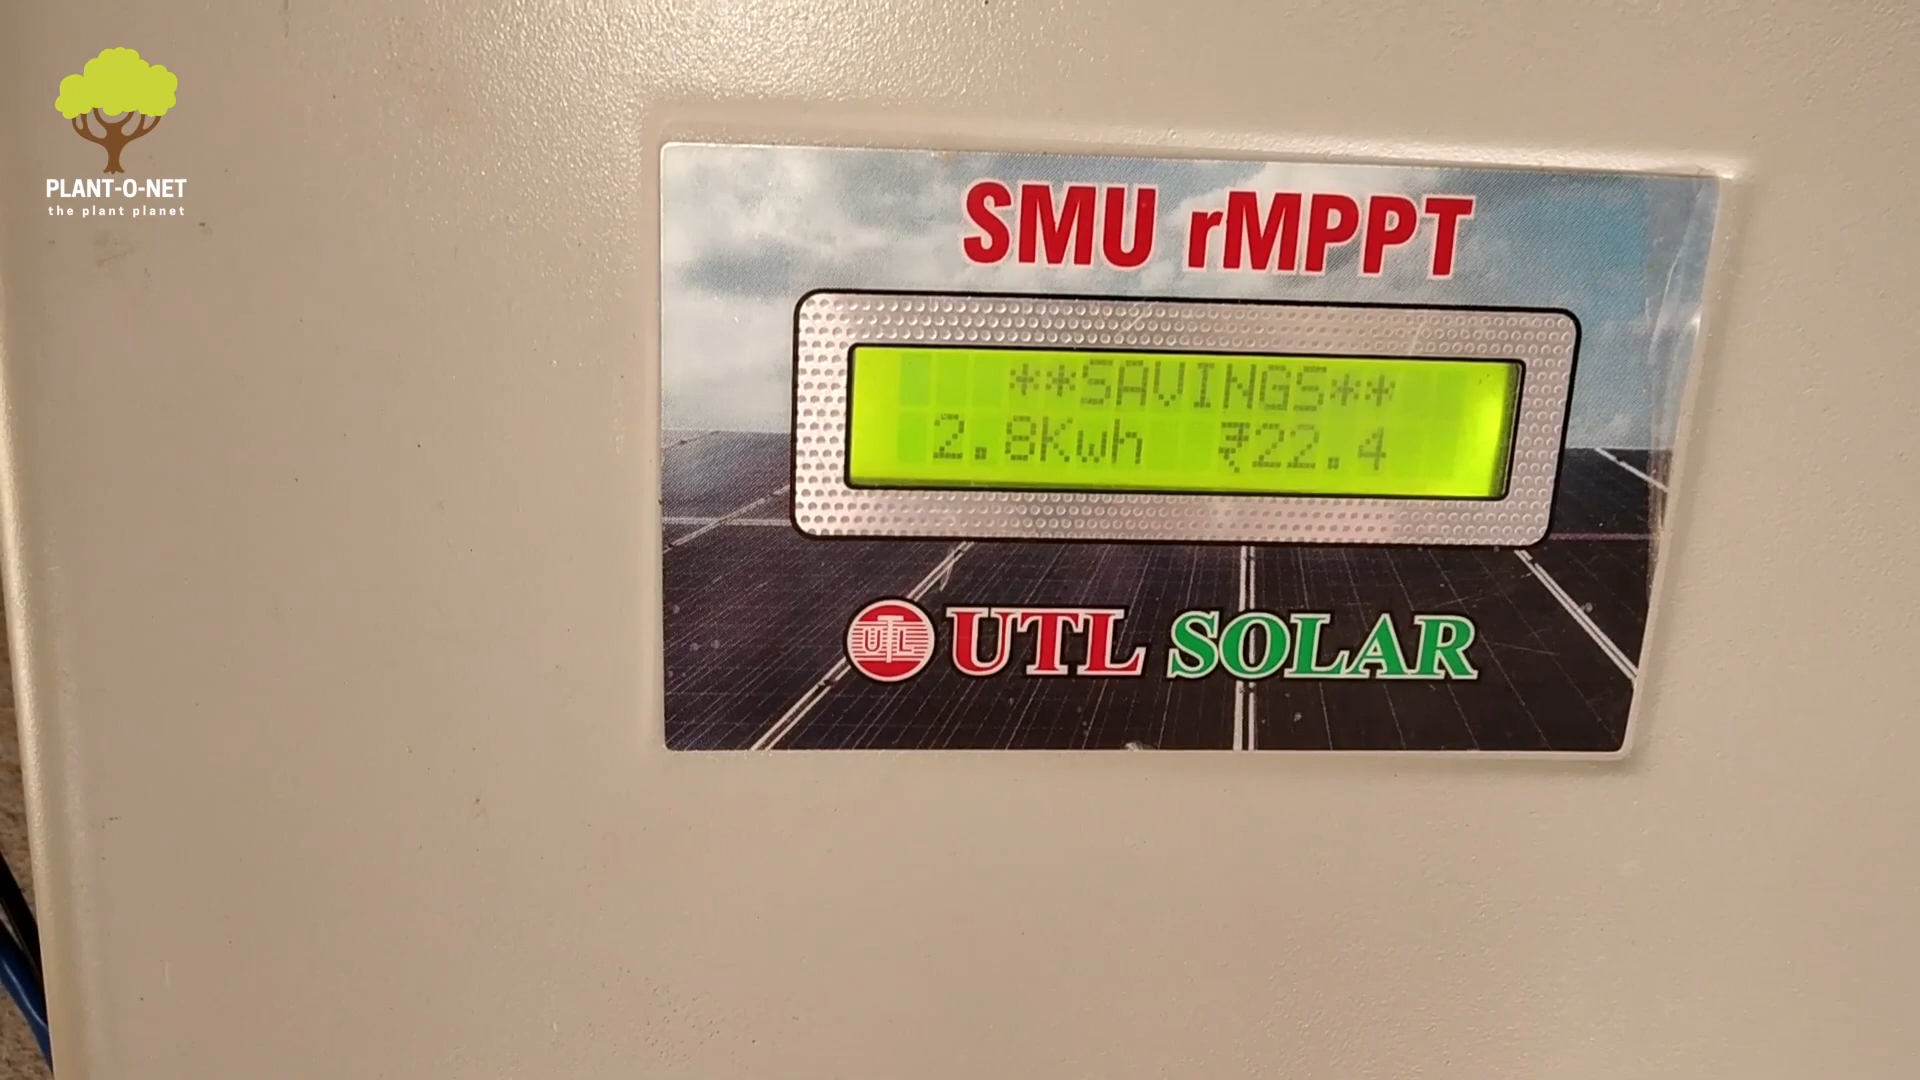 PLANT-O-NET
the plant planet
SMU rMPPT
**SAVINGS**
2.8Kwh ₹22.4
UTL UTL SOLAR